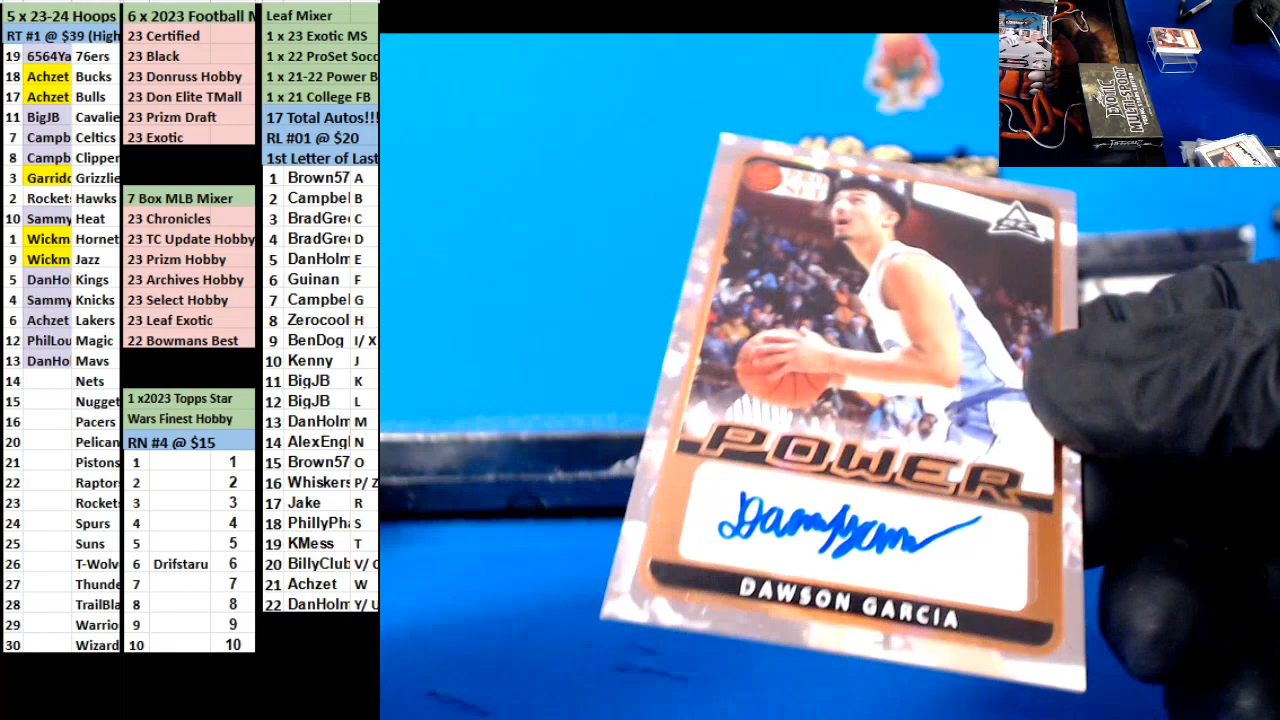 5 x 23-24 Hoops
RT #1 @ $39 (High
19 6564Ya 76ers
18 Achzet Bucks
17 Achzet Bulls
11 BigJB Cavalie
7 Campb Celtics
8 Campb Clipper
3 Garrido Grizzlie
2 Rockets Hawks
10 Sammy Heat
1 Wickm Hornet
9 Wickm Jazz
5 DanHo Kings
4 Sammy Knicks
6 Achzet Lakers
12 PhilLou Magic
13 DanHo Mavs
14 Nets
15 Nugget
16 Pacers
20 Pelican
21 Pistons
22 Raptor
23 Rocket
24 Spurs
25 Suns
26 T-Wolv
27 Thunde
28 TrailBla
29 Warrio
30 Wizard
6 x 2023 Football M
23 Certified
23 Black
23 Donruss Hobby
23 Don Elite TMall
23 Prizm Draft
23 Exotic
7 Box MLB Mixer
23 Chronicles
23 TC Update Hobby
23 Prizm Hobby
23 Archives Hobby
23 Select Hobby
23 Leaf Exotic
22 Bowmans Best
1 x2023 Topps Star
Wars Finest Hobby
RN #4 @ $15
1 1
2 2
3 3
4 4
5 5
6 Drifstaru 6
7 7
8 8
9 9
10 10
Leaf Mixer
1 x 23 Exotic MS
1 x 22 ProSet Socc
1 x 21-22 Power B
1 x 21 College FB
17 Total Autos!!!
RL #01 @ $20
1st Letter of Last
1 Brown57 A
2 Campbel B
3 BradGree C
4 BradGree D
5 DanHolm E
6 Guinan F
7 Campbel G
8 Zerocool H
9 BenDog I/ X
10 Kenny J
11 BigJB K
12 BigJB L
13 DanHolm M
14 AlexEngl N
15 Brown57 O
16 Whiskers P/ Z
17 Jake R
18 PhillyPha S
19 KMess T
20 BillyClub V/ Q
21 Achzet W
22 DanHolm Y/ U
PRO
SET
POWER
DAWSON GARCIA
EXOTIC
MULTI-SPORT